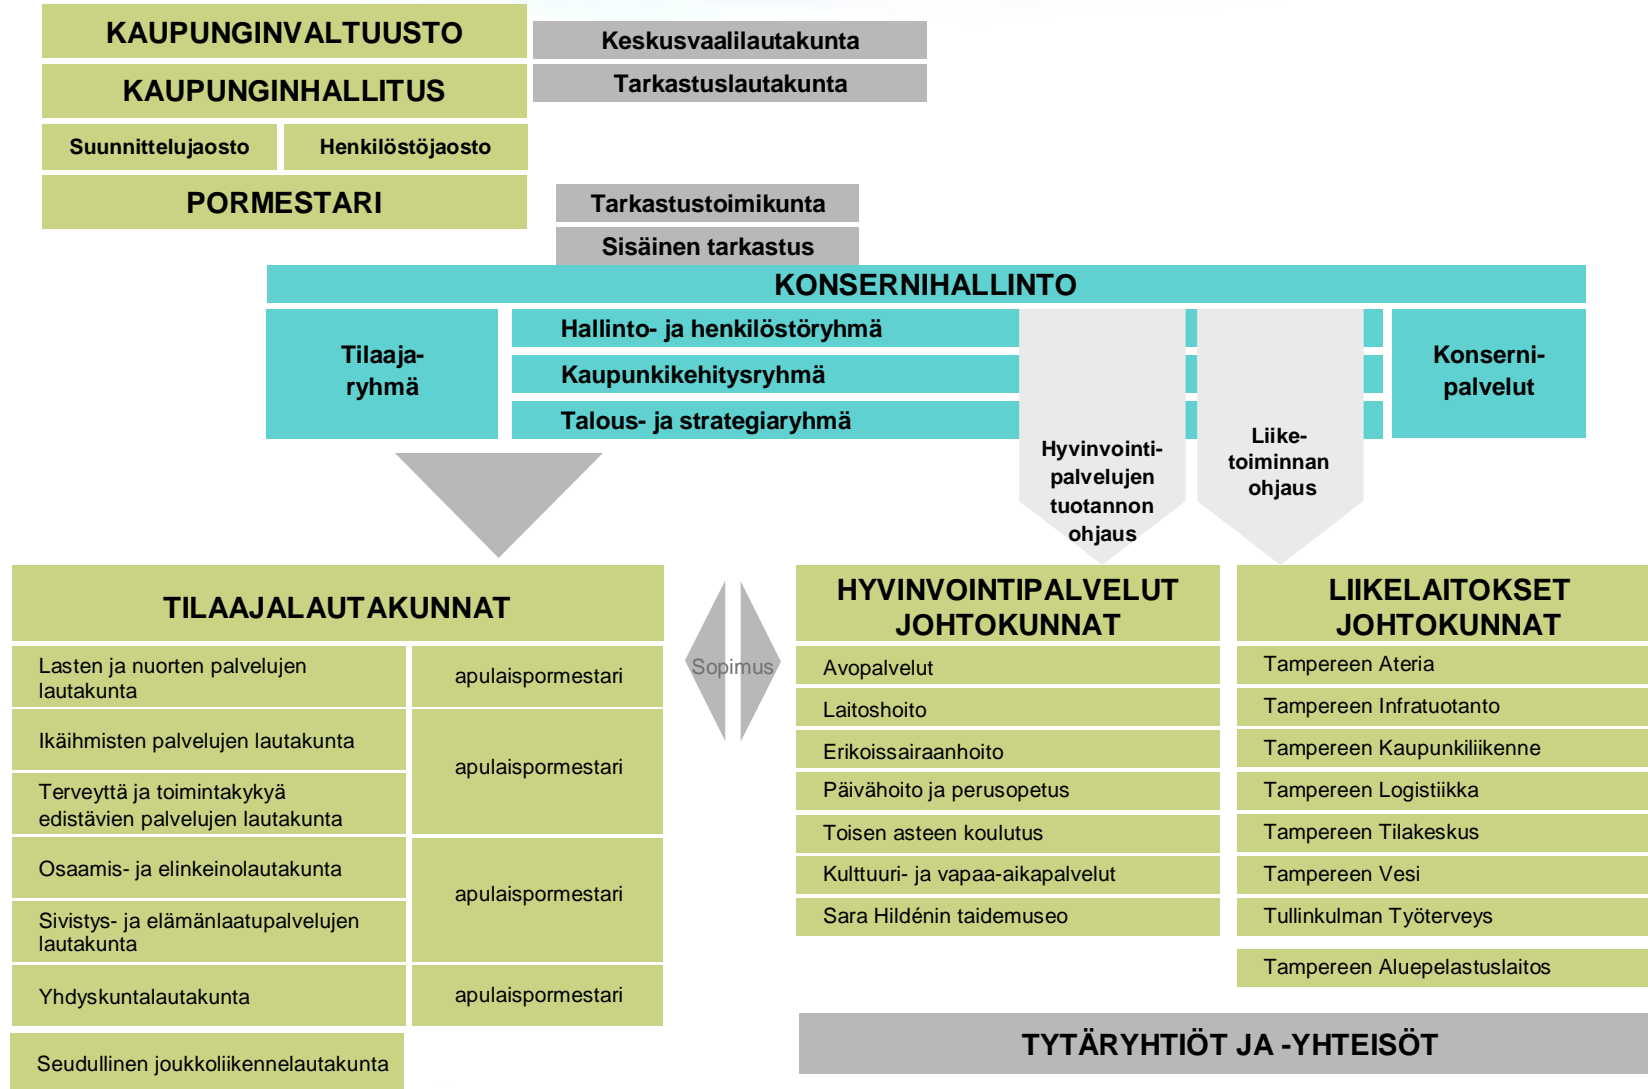 KAUPUNGINVALTUUSTO
Keskusvaalilautakunta
KAUPUNGINHALLITUS
Tarkastuslautakunta
Suunnittelujaosto
Henkilöstöjaosto
PORMESTARI
Tarkastustoimikunta
Sisäinen tarkastus
KONSERNIHALLINTO
Tilaaja-
ryhmä
Hallinto- ja henkilöstöryhmä
Kaupunkikehitysryhmä
Talous- ja strategiaryhmä
Konserni-
palvelut
Hyvinvointi-
palvelujen
tuotannon
ohjaus
Liike-
toiminnan
ohjaus
TILAAJALAUTAKUNNAT
Lasten ja nuorten palvelujen
lautakunta
apulaispormestari
Ikäihmisten palvelujen lautakunta
apulaispormestari
Terveyttä ja toimintakykyä
edistävien palvelujen lautakunta
Osaamis- ja elinkeinolautakunta
apulaispormestari
Sivistys- ja elämänlaatupalvelujen
lautakunta
Yhdyskuntalautakunta
apulaispormestari
Seudullinen joukkoliikennelautakunta
Sopimus
HYVINVOINTIPALVELUT
JOHTOKUNNAT
Avopalvelut
Laitoshoito
Erikoissairaanhoito
Päivähoito ja perusopetus
Toisen asteen koulutus
Kulttuuri- ja vapaa-aikapalvelut
Sara Hildénin taidemuseo
LIIKELAITOKSET
JOHTOKUNNAT
Tampereen Ateria
Tampereen Infratuotanto
Tampereen Kaupunkiliikenne
Tampereen Logistiikka
Tampereen Tilakeskus
Tampereen Vesi
Tullinkulman Työterveys
Tampereen Aluepelastuslaitos
TYTÄRYHTIÖT JA -YHTEISÖT